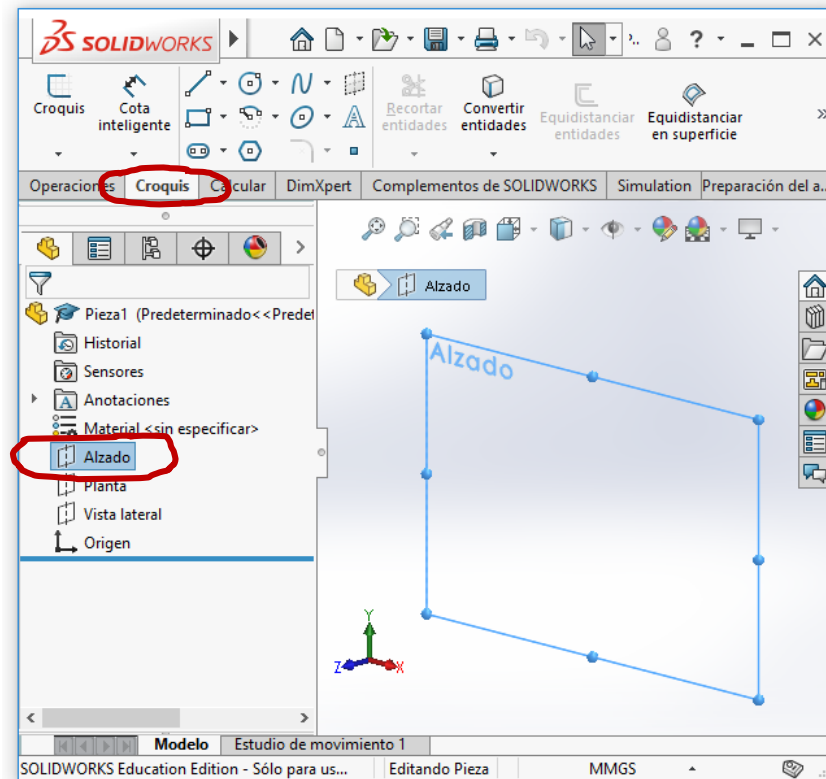 SOLIDWORKS
Croquis
Cota
inteligente
Recortar
entidades
Convertir
entidades
Equidistanciar
entidades
Equidistanciar
en superficie
Operaciones Croquis Calcular DimXpert Complementos de SOLIDWORKS Simulation Preparación del a...
Alzado
Pieza1 (Predeterminado<<Predet
Historial
Sensores
Anotaciones
Material <sin especificar>
Alzado
Planta
Vista lateral
Origen
Alzado
Y
Z X
Modelo Estudio de movimiento 1
SOLIDWORKS Education Edition - Sólo para us... Editando Pieza MMGS